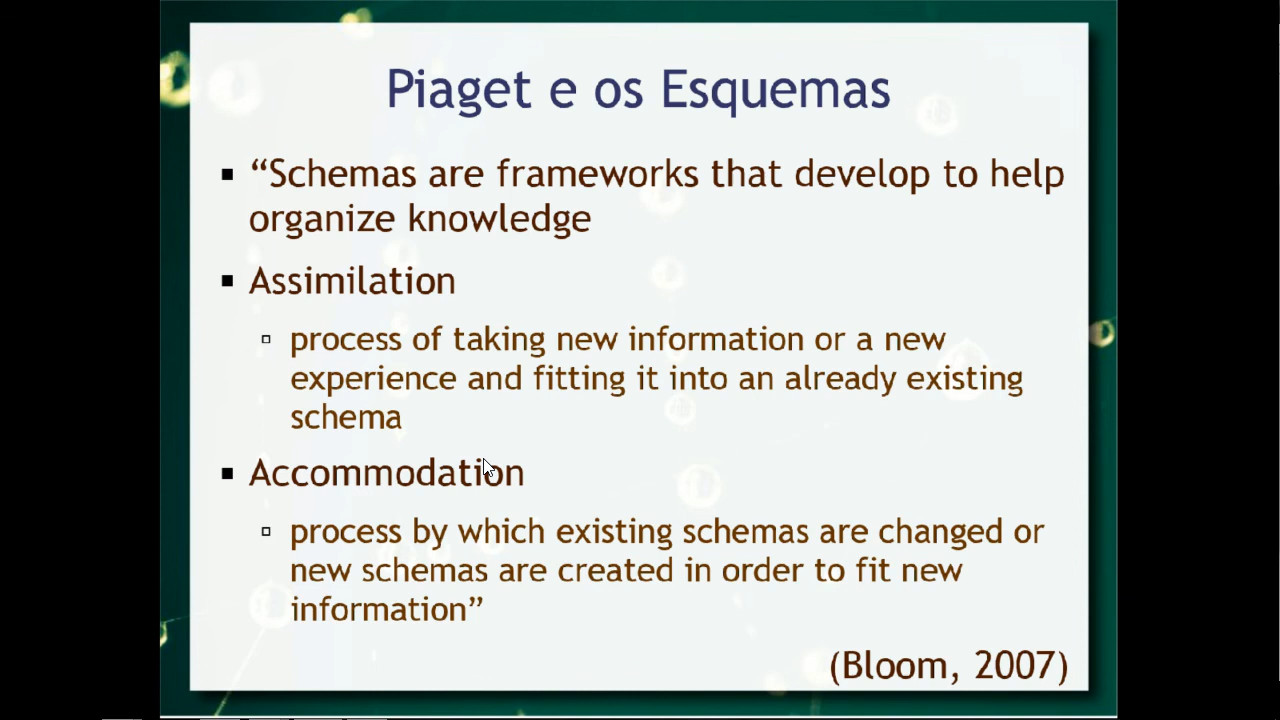 Piaget e os Esquemas
▪ “Schemas are frameworks that develop to help
organize knowledge
▪ Assimilation
▫ process of taking new information or a new
experience and fitting it into an already existing
schema
▪ Accommodation
▫ process by which existing schemas are changed or
new schemas are created in order to fit new
information”
(Bloom, 2007)